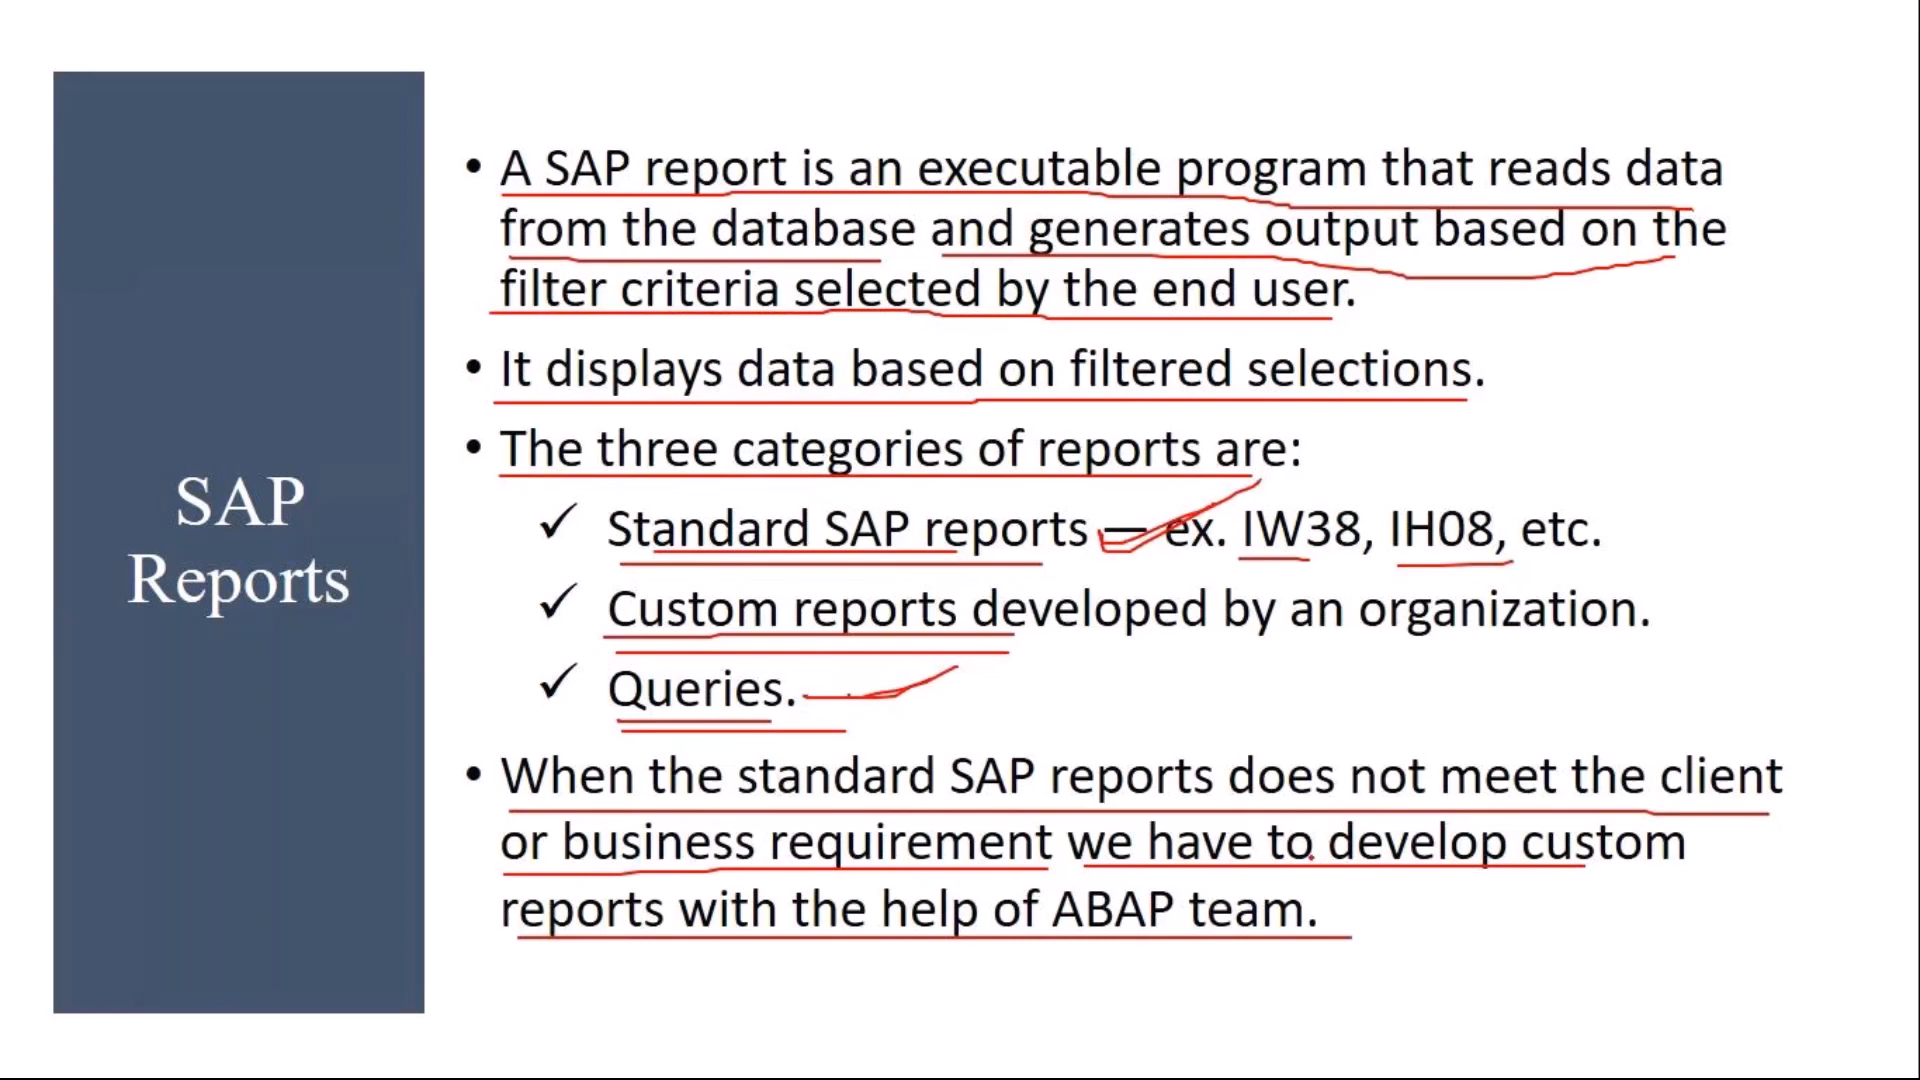 SAP
Reports
• A SAP report is an executable program that reads data
from the database and generates output based on the
filter criteria selected by the end user.
• It displays data based on filtered selections.
• The three categories of reports are:
✓ Standard SAP reports — ex. IW38, IH08, etc.
✓ Custom reports developed by an organization.
✓ Queries.
• When the standard SAP reports does not meet the client
or business requirement we have to develop custom
reports with the help of ABAP team.